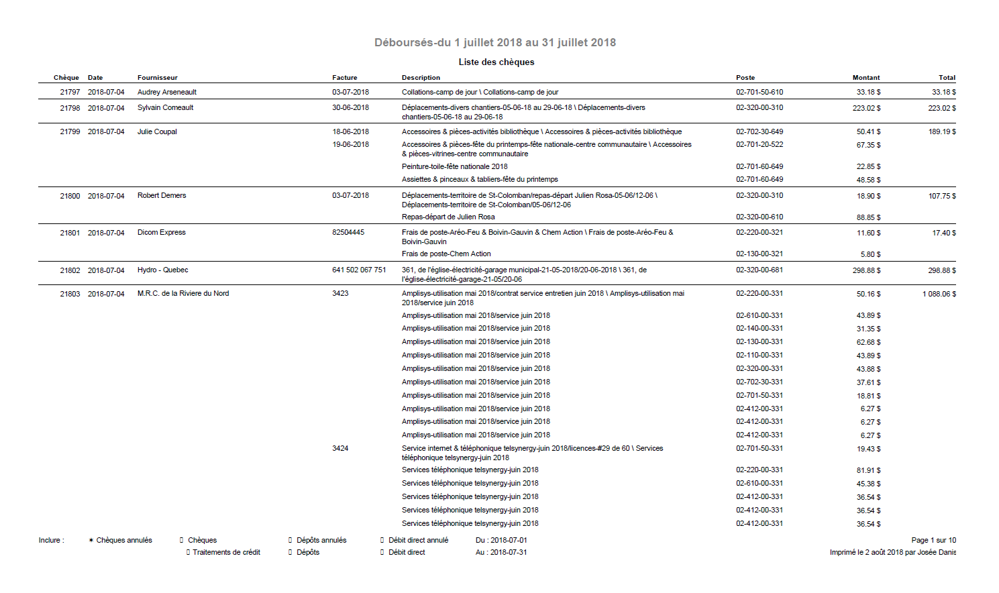 Déboursés-du 1 juillet 2018 au 31 juillet 2018
Liste des chèques
Chèque Date Fournisseur Facture Description Poste Montant Total
21797 2018-07-04 Audrey Arseneault 03-07-2018 Collations-camp de jour \ Collations-camp de jour 02-701-50-610 33.18 $ 33.18 $
21798 2018-07-04 Sylvain Comeault 30-06-2018 Déplacements-divers chantiers-05-06-18 au 29-06-18 \ Déplacements-divers 02-320-00-310 223.02 $ 223.02 $
chantiers-05-06-18 au 29-06-18
21799 2018-07-04 Julie Coupal 18-06-2018 Accessoires & pièces-activités bibliothèque \ Accessoires & pièces-activités bibliothèque 02-702-30-649 50.41 $ 189.19 $
19-06-2018 Accessoires & pièces-fête du printemps-fête nationale-centre communautaire \ Accessoires 02-701-20-522 67.35 $
& pièces-vitrines-centre communautaire
Peinture-toile-fête nationale 2018 02-701-60-649 22.85 $
Assiettes & pinceaux & tabliers-fête du printemps 02-701-60-649 48.58 $
21800 2018-07-04 Robert Demers 03-07-2018 Déplacements-territoire de St-Colomban/repas-départ Julien Rosa-05-06/12-06 \ 02-320-00-310 18.90 $ 107.75 $
Déplacements-territoire de St-Colomban/05-06/12-06
Repas-départ de Julien Rosa 02-320-00-610 88.85 $
21801 2018-07-04 Dicom Express 82504445 Frais de poste-Aréo-Feu & Boivin-Gauvin & Chem Action \ Frais de poste-Aréo-Feu & 02-220-00-321 11.60 $ 17.40 $
Boivin-Gauvin
Frais de poste-Chem Action 02-130-00-321 5.80 $
21802 2018-07-04 Hydro - Quebec 641 502 067 751 361, de l'église-électricité-garage municipal-21-05-2018/20-06-2018 \ 361, de 02-320-00-681 298.88 $ 298.88 $
l'église-électricité-garage-21-05/20-06
21803 2018-07-04 M.R.C. de la Riviere du Nord 3423 Amplisys-utilisation mai 2018/contrat service entretien juin 2018 \ Amplisys-utilisation mai 02-220-00-331 50.16 $ 1 088.06 $
2018/service juin 2018
Amplisys-utilisation mai 2018/service juin 2018 02-610-00-331 43.89 $
Amplisys-utilisation mai 2018/service juin 2018 02-140-00-331 31.35 $
Amplisys-utilisation mai 2018/service juin 2018 02-130-00-331 62.68 $
Amplisys-utilisation mai 2018/service juin 2018 02-110-00-331 43.89 $
Amplisys-utilisation mai 2018/service juin 2018 02-320-00-331 43.88 $
Amplisys-utilisation mai 2018/service juin 2018 02-702-30-331 37.61 $
Amplisys-utilisation mai 2018/service juin 2018 02-701-50-331 18.81 $
Amplisys-utilisation mai 2018/service juin 2018 02-412-00-331 6.27 $
Amplisys-utilisation mai 2018/service juin 2018 02-412-00-331 6.27 $
Amplisys-utilisation mai 2018/service juin 2018 02-412-00-331 6.27 $
3424 Service internet & téléphonique telsynergy-juin 2018/licences-#29 de 60 \ Services 02-701-50-331 19.43 $
téléphonique telsynergy-juin 2018
Services téléphonique telsynergy-juin 2018 02-220-00-331 81.91 $
Services téléphonique telsynergy-juin 2018 02-610-00-331 45.38 $
Services téléphonique telsynergy-juin 2018 02-412-00-331 36.54 $
Services téléphonique telsynergy-juin 2018 02-412-00-331 36.54 $
Services téléphonique telsynergy-juin 2018 02-412-00-331 36.54 $
Inclure : ✶ Chèques annulés ▯ Chèques ▯ Dépôts annulés ▯ Débit direct annulé Du : 2018-07-01 Page 1 sur 10
▯ Traitements de crédit ▯ Dépôts ▯ Débit direct Au : 2018-07-31 Imprimé le 2 août 2018 par Josée Danis